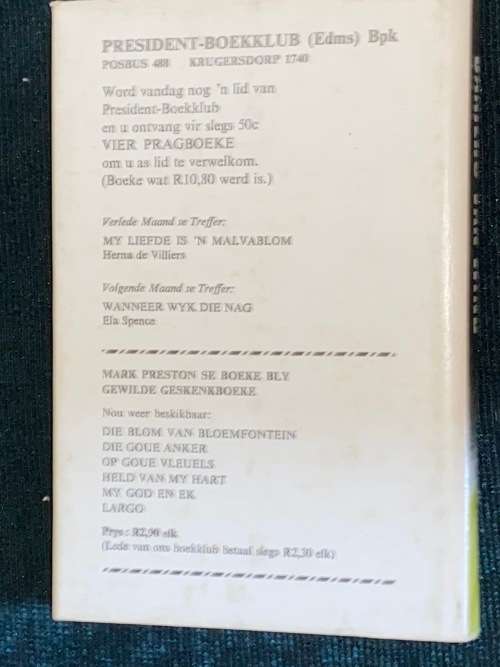 PRESIDENT-BOEKKLUB (Edms) Bpk
POSBUS 488 KRUGERSDORP 1740
Word vandag nog 'n lid van
President-Boekklub
en u ontvang vir slegs 50c
VIER PRAGBOEKE
om u as lid te verwelkom.
(Boeke wat R10,80 werd is.)
Verlede Maand se Treffer:
MY LIEFDE IS 'N MALVABLOM
Herna de Villiers
Volgende Maand se Treffer:
WANNEER WYK DIE NAG
Ela Spence
MARK PRESTON SE BOEKE BLY
GEWILDE GESKENKBOEKE
Nou weer beskikbaar:
DIE BLOM VAN BLOEMFONTEIN
DIE GOUE ANKER
OP GOUE VLEUELS
HELD VAN MY HART
MY GOD EN EK
LARGO
Prys: R2,90 elk
(Lede van ons boekklub betaal slegs R2,30 elk)